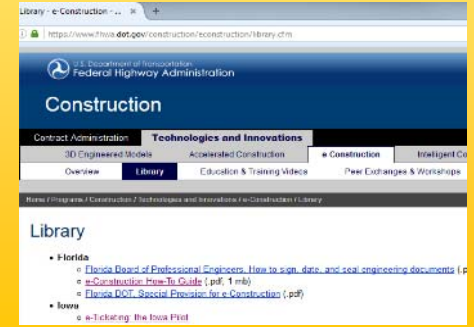 Library - e-Construction - ... × +
https://www.fhwa.dot.gov/construction/econstruction/library.cfm
U.S. Department of Transportation
Federal Highway Administration
Construction
Contract Administration Technologies and Innovations
3D Engineered Models Accelerated Construction e-Construction Intelligent Co
Overview Library Education & Training Videos Peer Exchanges & Workshops
Home / Programs / Construction / Technologies and Innovations / e-Construction / Library
Library
• Florida
Florida Board of Professional Engineers, How to sign, date, and seal engineering documents (.p
e-Construction How-To Guide (.pdf, 1 mb)
Florida DOT, Special Provision for e-Construction (.pdf)
• Iowa
e-Ticketing: the Iowa Pilot